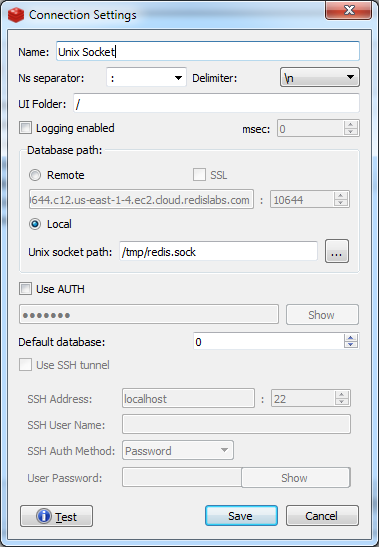 Connection Settings
Name: Unix Socket
Ns separator: : Delimiter: \n
UI Folder: /
Logging enabled msec: 0
Database path:
Remote SSL
0644.c12.us-east-1-4.ec2.cloud.redislabs.com : 10644
Local
Unix socket path: /tmp/redis.sock ...
Use AUTH
●●●●●●● Show
Default database: 0
Use SSH tunnel
SSH Address: localhost : 22
SSH User Name:
SSH Auth Method: Password
User Password: Show
Test Save Cancel